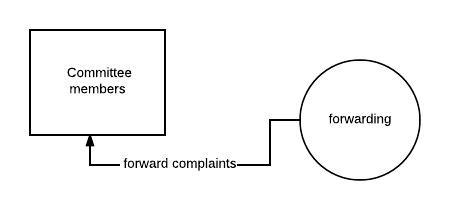 Committee
members
forwarding
forward complaints